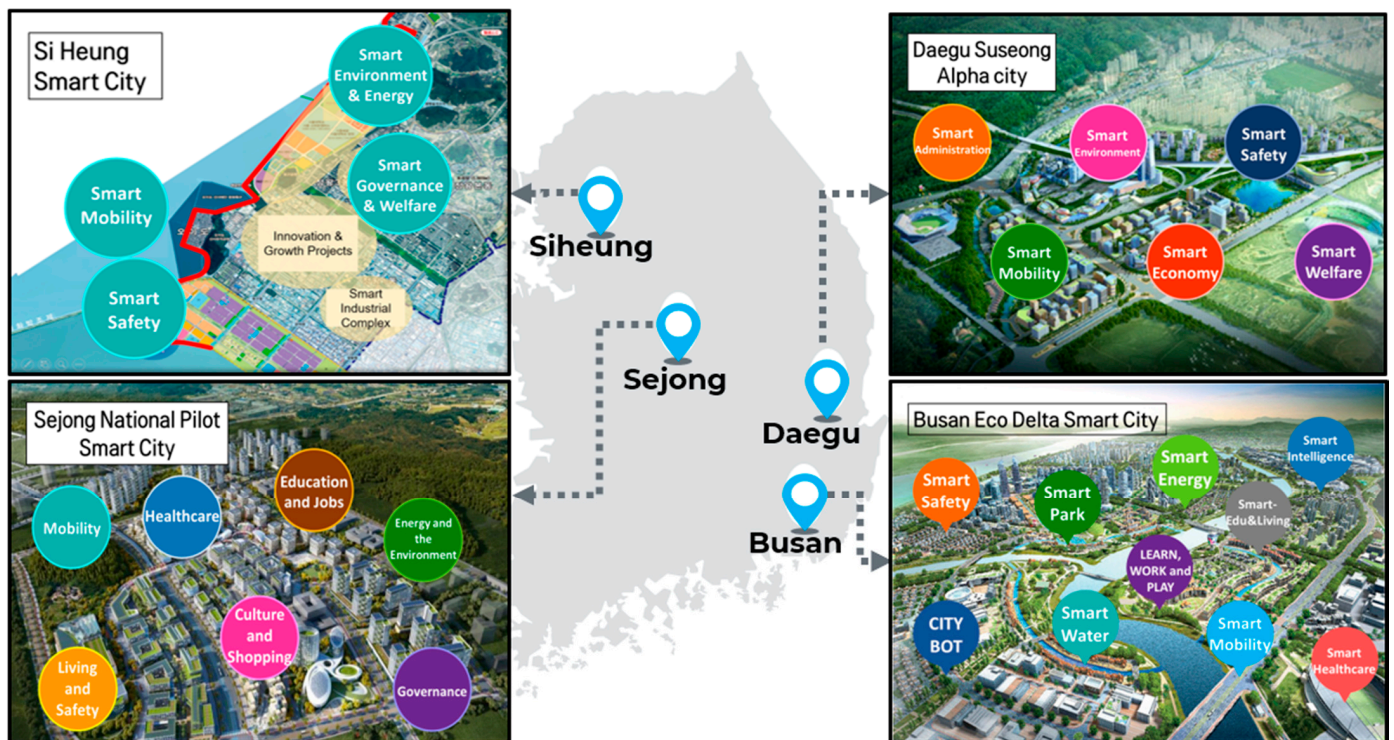 Si Heung
Smart City
Smart
Environment
& Energy
Smart
Governance
& Welfare
Smart
Mobility
Smart
Safety
Innovation &
Growth Projects
Smart
Industrial
Complex
Siheung
Sejong
Daegu
Busan
Daegu Suseong
Alpha city
Smart
Administration
Smart
Environment
Smart
Safety
Smart
Mobility
Smart
Economy
Smart
Welfare
Sejong National Pilot
Smart City
Mobility
Healthcare
Education
and Jobs
Energy and
the
Environment
Culture
and
Shopping
Living
and
Safety
Governance
Busan Eco Delta Smart City
Smart
Safety
Smart
Park
Smart
Energy
Smart
Intelligence
Smart-
Edu&Living
LEARN,
WORK and
PLAY
CITY
BOT
Smart
Water
Smart
Mobility
Smart
Healthcare